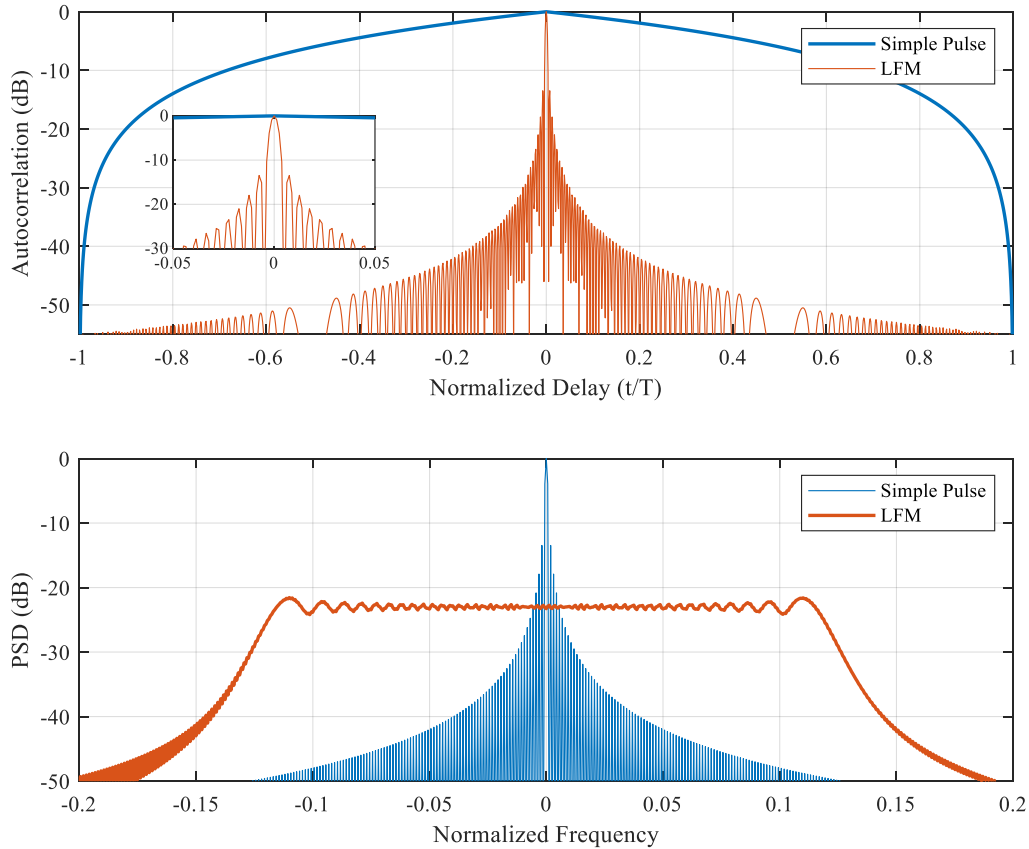 0
-10
-20
-30
-40
-50
Autocorrelation (dB)
Simple Pulse
LFM
0
-10
-20
-30
-0.05 0 0.05
-1 -0.8 -0.6 -0.4 -0.2 0 0.2 0.4 0.6 0.8 1
Normalized Delay (t/T)
0
-10
-20
-30
-40
-50
PSD (dB)
Simple Pulse
LFM
-0.2 -0.15 -0.1 -0.05 0 0.05 0.1 0.15 0.2
Normalized Frequency